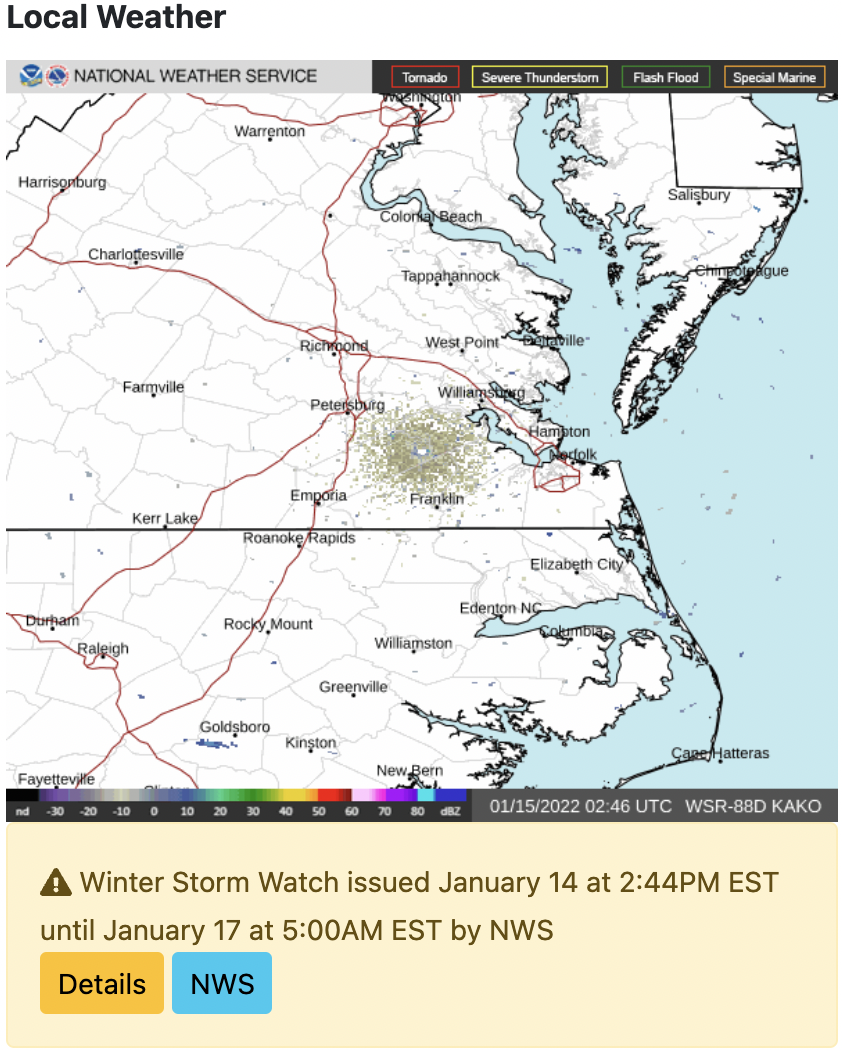 Local Weather
NATIONAL WEATHER SERVICE
Tornado
Severe Thunderstorm
Flash Flood
Special Marine
Washington
Warrenton
Harrisonburg
Salisbury
Colonial Beach
Charlottesville
Chincoteague
Tappahannock
Richmond
West Point
Deltaville
Farmville
Williamsburg
Petersburg
Hampton
Norfolk
Emporia
Franklin
Kerr Lake
Roanoke Rapids
Elizabeth City
Edenton NC
Durham
Rocky Mount
Columbia
Raleigh
Williamston
Greenville
Goldsboro
Kinston
Cape Hatteras
New Bern
Fayetteville
nd -30 -20 -10 0 10 20 30 40 50 60 70 80 dBZ
01/15/2022 02:46 UTC WSR-88D KAKQ
Winter Storm Watch issued January 14 at 2:44PM EST
until January 17 at 5:00AM EST by NWS
Details
NWS